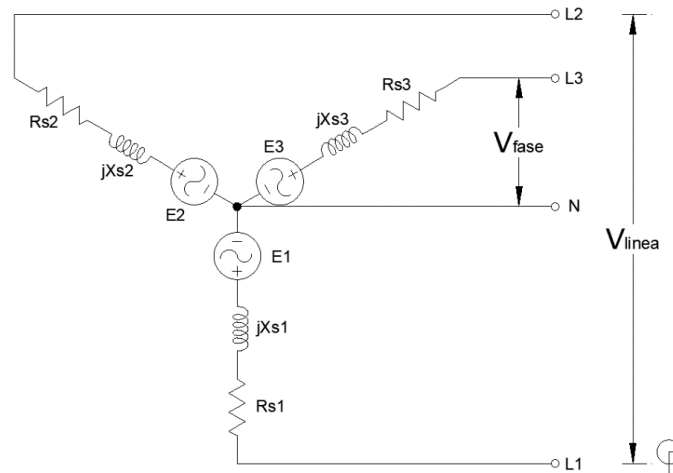 L2
L3
Rs3
Rs2
jXs3
Vfase
jXs2
E3
E2
N
Vlinea
E1
jXs1
Rs1
L1